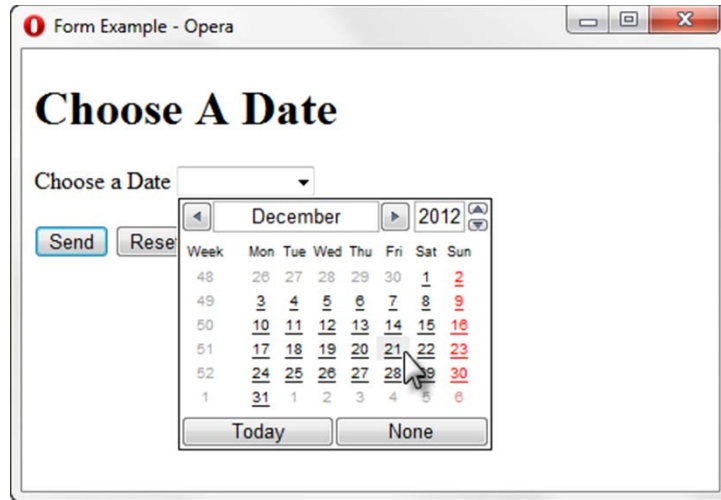 Form Example - Opera
Choose A Date
Choose a Date
Send Reset
December 2012
Week Mon Tue Wed Thu Fri Sat Sun
48 26 27 28 29 30 1 2
49 3 4 5 6 7 8 9
50 10 11 12 13 14 15 16
51 17 18 19 20 21 22 23
52 24 25 26 27 28 29 30
1 31 1 2 3 4 5 6
Today None